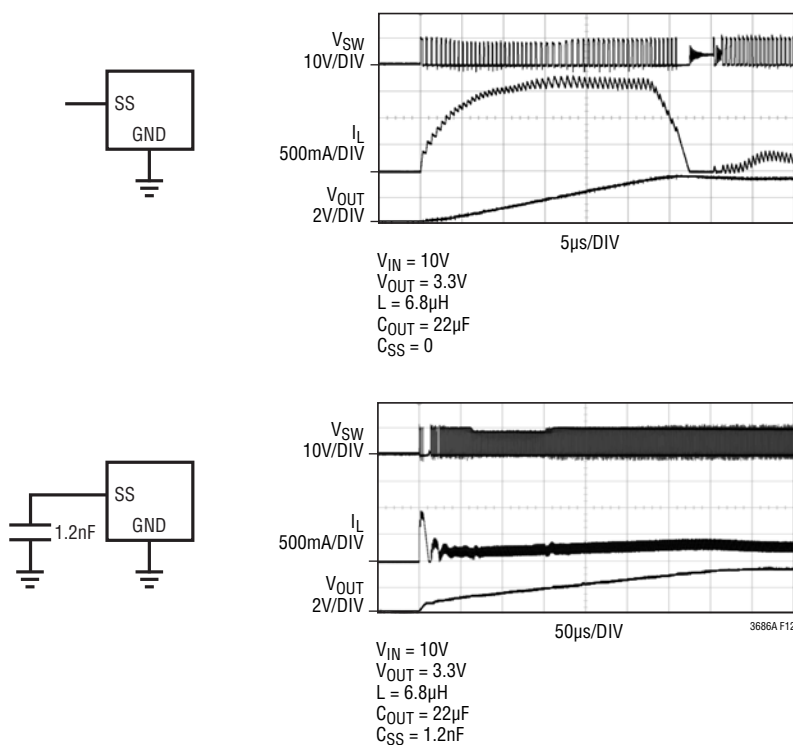 SS
GND
VSW
10V/DIV
IL
500mA/DIV
VOUT
2V/DIV
5µs/DIV
VIN = 10V
VOUT = 3.3V
L = 6.8µH
COUT = 22µF
CSS = 0
SS
1.2nF
GND
VSW
10V/DIV
IL
500mA/DIV
VOUT
2V/DIV
50µs/DIV
3686A F12
VIN = 10V
VOUT = 3.3V
L = 6.8µH
COUT = 22µF
CSS = 1.2nF